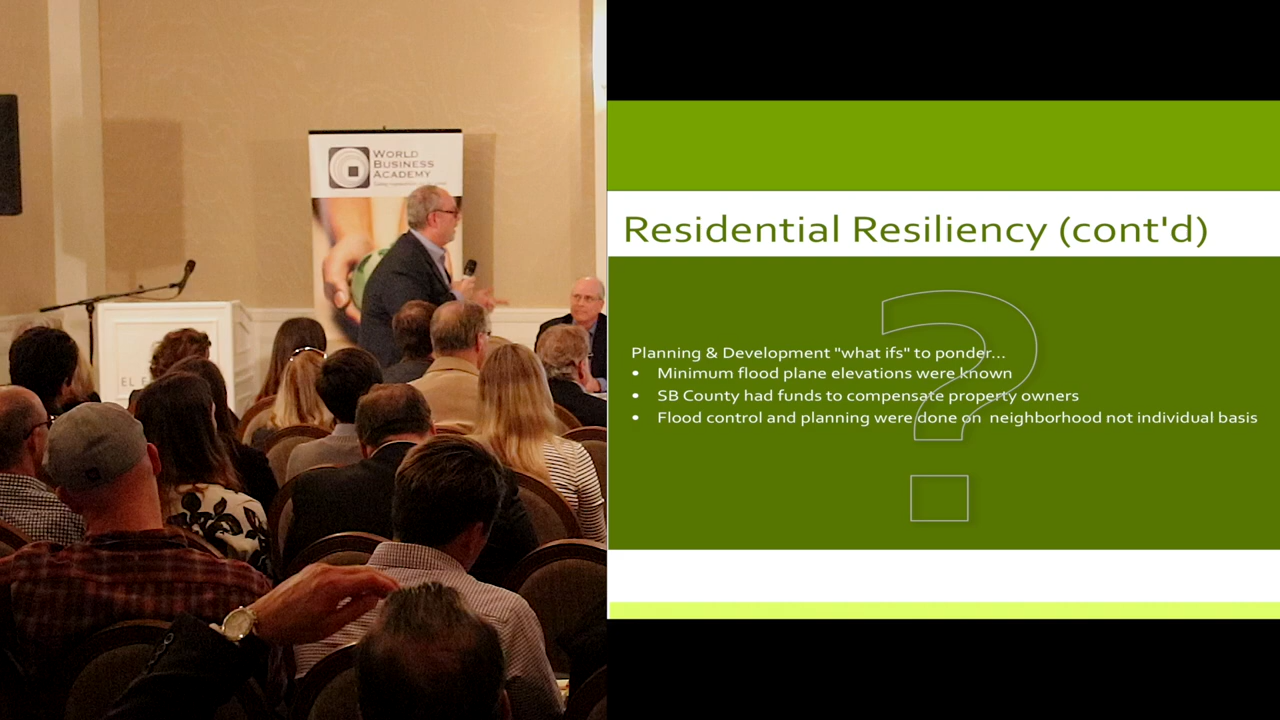 WORLD
BUSINESS
ACADEMY
EL E
Residential Resiliency (cont'd)
Planning & Development "what ifs" to ponder...
• Minimum flood plane elevations were known
• SB County had funds to compensate property owners
• Flood control and planning were done on neighborhood not individual basis
?